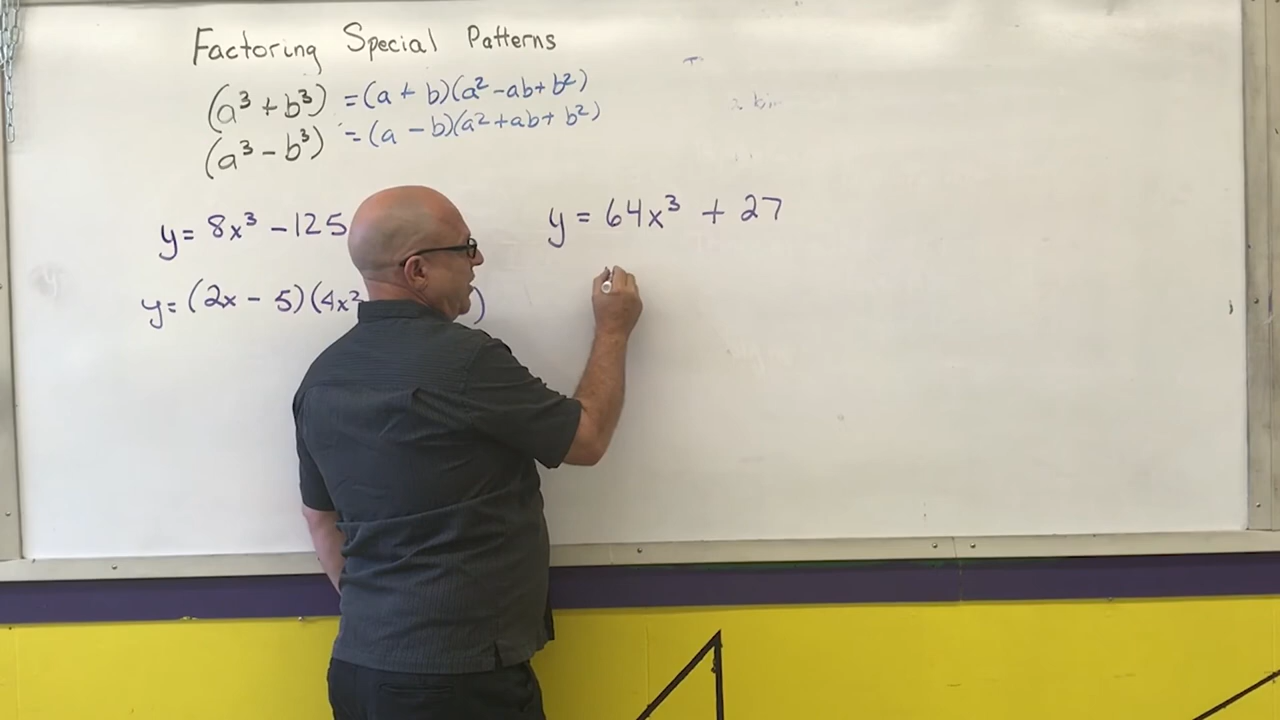 Factoring Special Patterns
(a³ + b³) = (a + b)(a² - ab + b²)
(a³ - b³) = (a - b)(a² + ab + b²)
y = 8x³ - 125
y = 64x³ + 27
y = (2x - 5)(4x² )